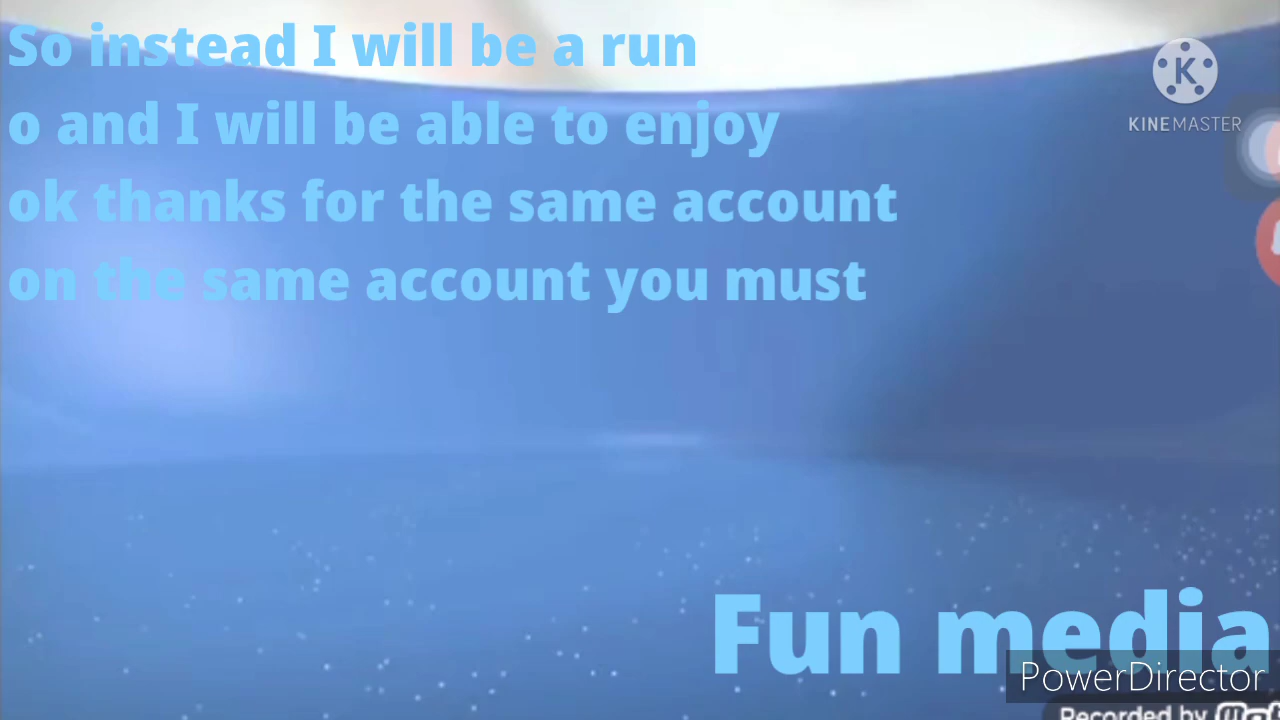 So instead I will be a run
o and I will be able to enjoy
ok thanks for the same account
on the same account you must
KINEMASTER
Fun media
PowerDirector
Recorded by